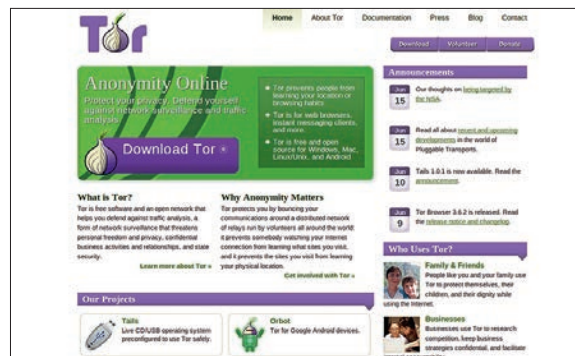 Tor
Home
About Tor
Documentation
Press
Blog
Contact
Download
Volunteer
Donate
Anonymity Online
Protect your privacy. Defend yourself
against network surveillance and traffic
analysis.
Download Tor
Tor prevents people from
learning your location or
browsing habits.
Tor is for web browsers,
instant messaging clients,
and more.
Tor is free and open
source for Windows, Mac,
Linux/Unix, and Android
What is Tor?
Tor is free software and an open network that
helps you defend against traffic analysis, a
form of network surveillance that threatens
personal freedom and privacy, confidential
business activities and relationships, and state
security.
Learn more about Tor »
Why Anonymity Matters
Tor protects you by bouncing your
communications around a distributed network
of relays run by volunteers all around the world:
it prevents somebody watching your Internet
connection from learning what sites you visit,
and it prevents the sites you visit from learning
your physical location.
Get involved with Tor »
Our Projects
Tails
Live CD/USB operating system
preconfigured to use Tor safely.
Orbot
Tor for Google Android devices.
Announcements
Jun
15
Our thoughts on being targeted by
the NSA.
Jun
15
Read all about recent and upcoming
developments in the world of
Pluggable Transports.
Jun
10
Tails 1.0.1 is now available. Read the
announcement.
Jun
9
Tor Browser 3.6.2 is released. Read
the release notice and changelog.
Who Uses Tor?
Family & Friends
People like you and your family use
Tor to protect themselves, their
children, and their dignity while
using the Internet.
Businesses
Businesses use Tor to research
competition, keep business
strategies confidential, and facilitate